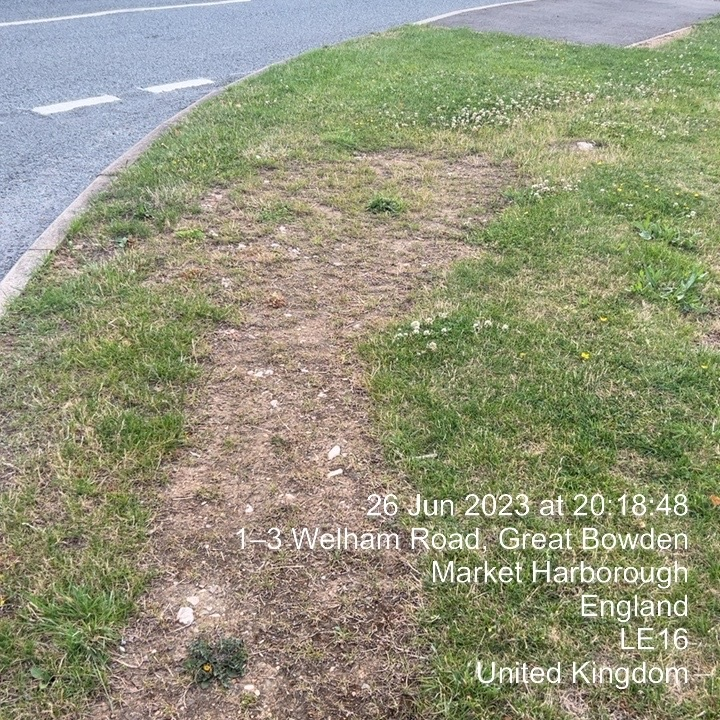 26 Jun 2023 at 20:18:48
1–3 Welham Road, Great Bowden
Market Harborough
England
LE16
United Kingdom